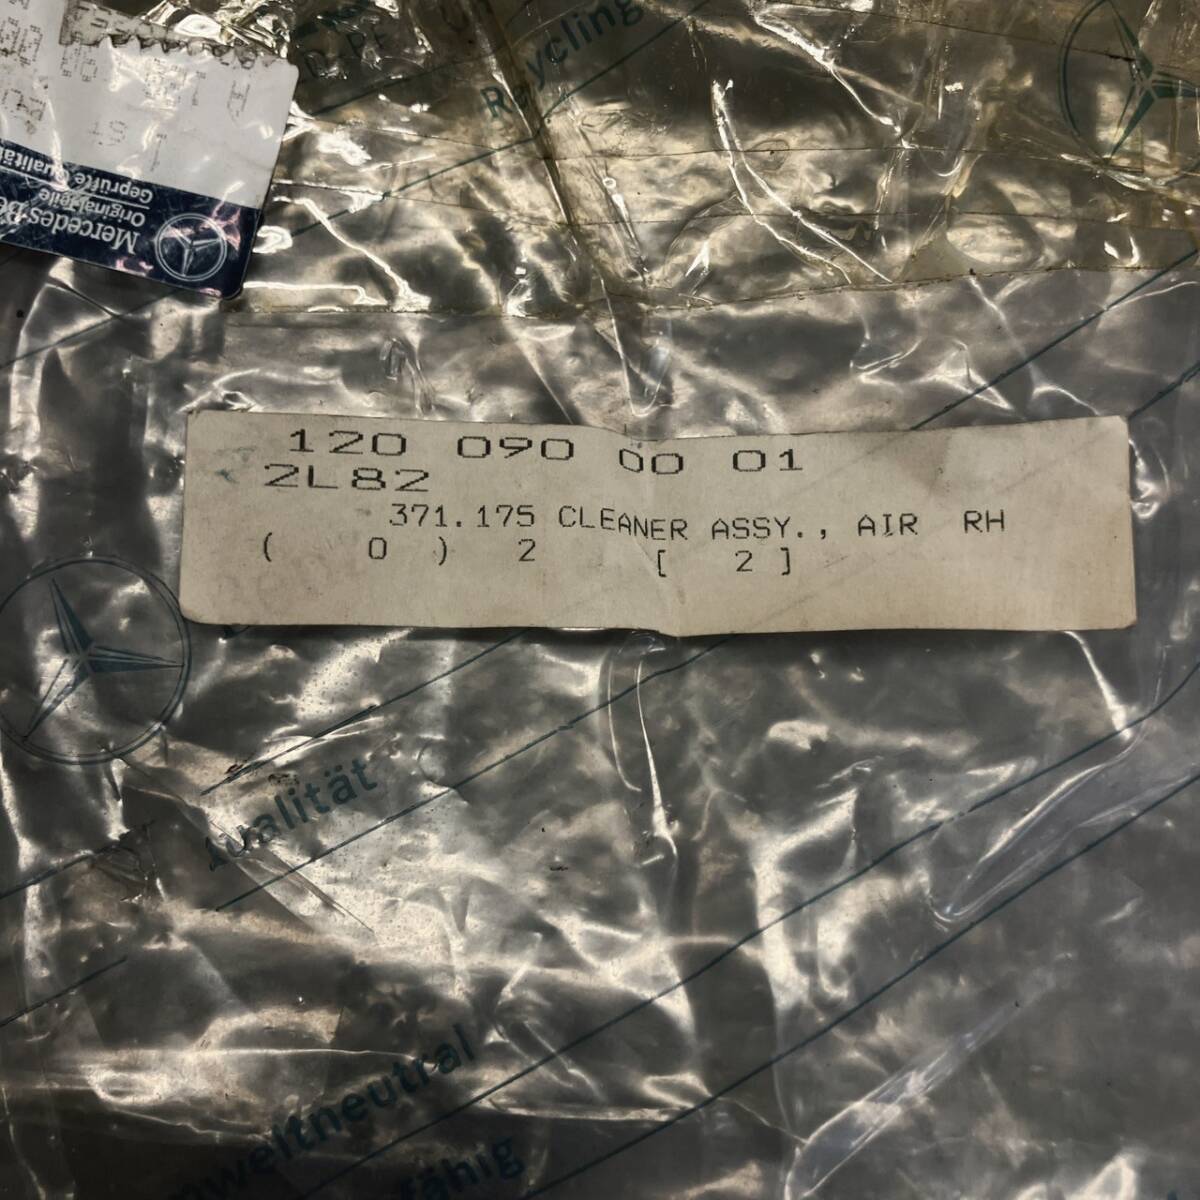 Recycling
Mercedes-Be
Originalteile
Geprüfte Qualität
120 090 00 01
2L82
371.175 CLEANER ASSY., AIR RH
( 0 ) 2 [ 2 ]
Qualität
weltneutral
fähig